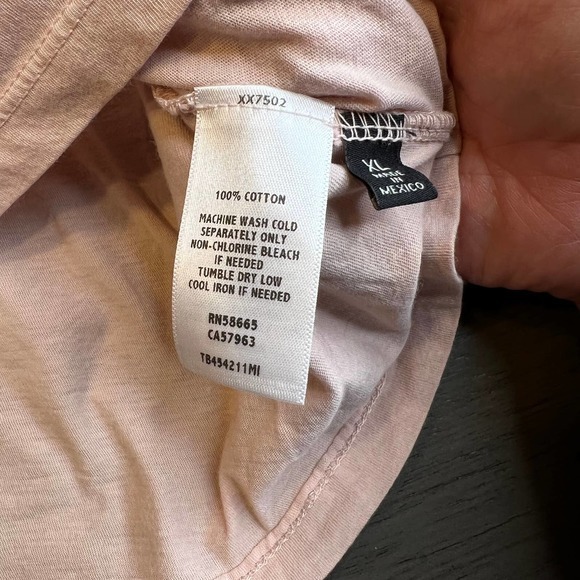 XX7502
100% COTTON
MACHINE WASH COLD
SEPARATELY ONLY
NON-CHLORINE BLEACH
IF NEEDED
TUMBLE DRY LOW
COOL IRON IF NEEDED
RN58665
CA57963
TB454211MI
XL
MADE
IN
MEXICO